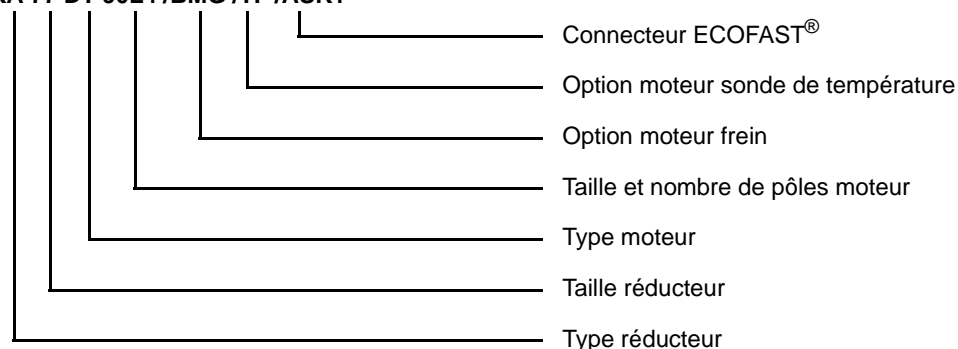 Connecteur ECOFAST®
Option moteur sonde de température
Option moteur frein
Taille et nombre de pôles moteur
Type moteur
Taille réducteur
Type réducteur